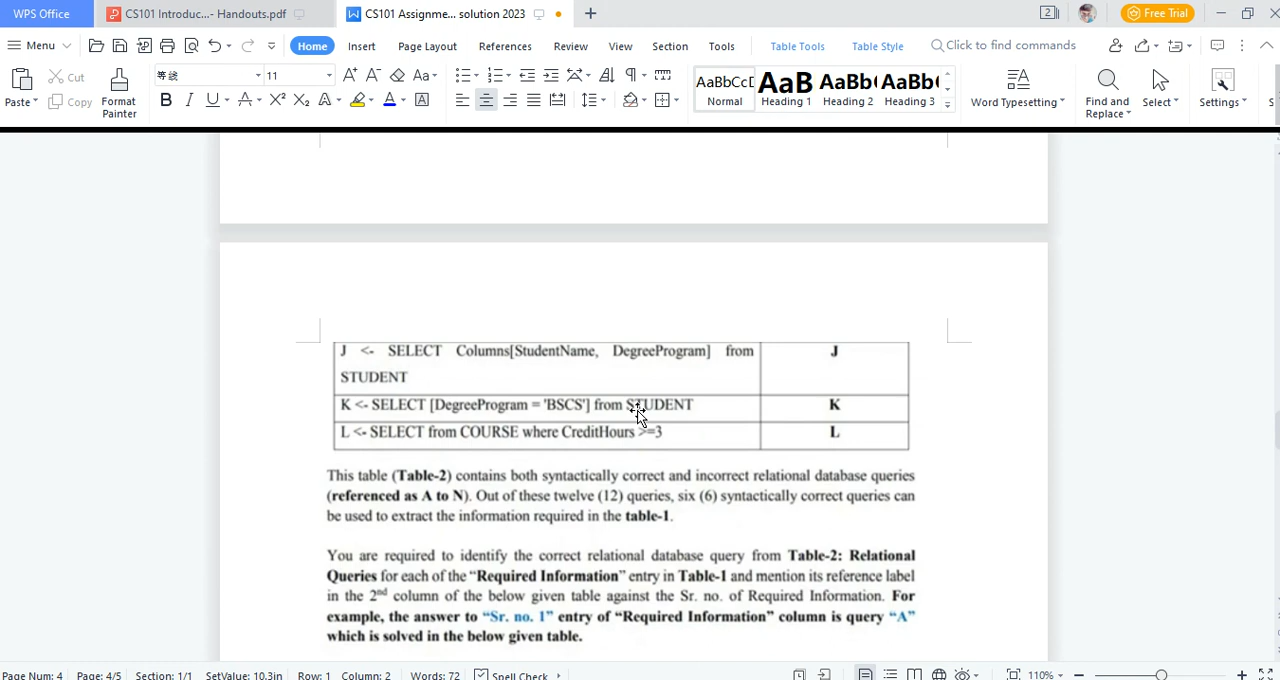 WPS Office CS101 Introduc...- Handouts.pdf CS101 Assignme... solution 2023 Free Trial
Menu Home Insert Page Layout References Review View Section Tools Table Tools Table Style Click to find commands
Paste Cut Copy Format Painter 等线 11 AaBbCcD Normal AaB Heading 1 AaBb Heading 2 AaBb Heading 3 Word Typesetting Find and Replace Select Settings
J <- SELECT Columns[StudentName, DegreeProgram] from J
STUDENT
K <- SELECT [DegreeProgram = 'BSCS'] from STUDENT K
L <- SELECT from COURSE where CreditHours >=3 L
This table (Table-2) contains both syntactically correct and incorrect relational database queries
(referenced as A to N). Out of these twelve (12) queries, six (6) syntactically correct queries can
be used to extract the information required in the table-1.
You are required to identify the correct relational database query from Table-2: Relational
Queries for each of the “Required Information” entry in Table-1 and mention its reference label
in the 2nd column of the below given table against the Sr. no. of Required Information. For
example, the answer to “Sr. no. 1” entry of “Required Information” column is query “A”
which is solved in the below given table.
Page Num: 4 Page: 4/5 Section: 1/1 SetValue: 10.3in Row: 1 Column: 2 Words: 72 Spell Check 110%